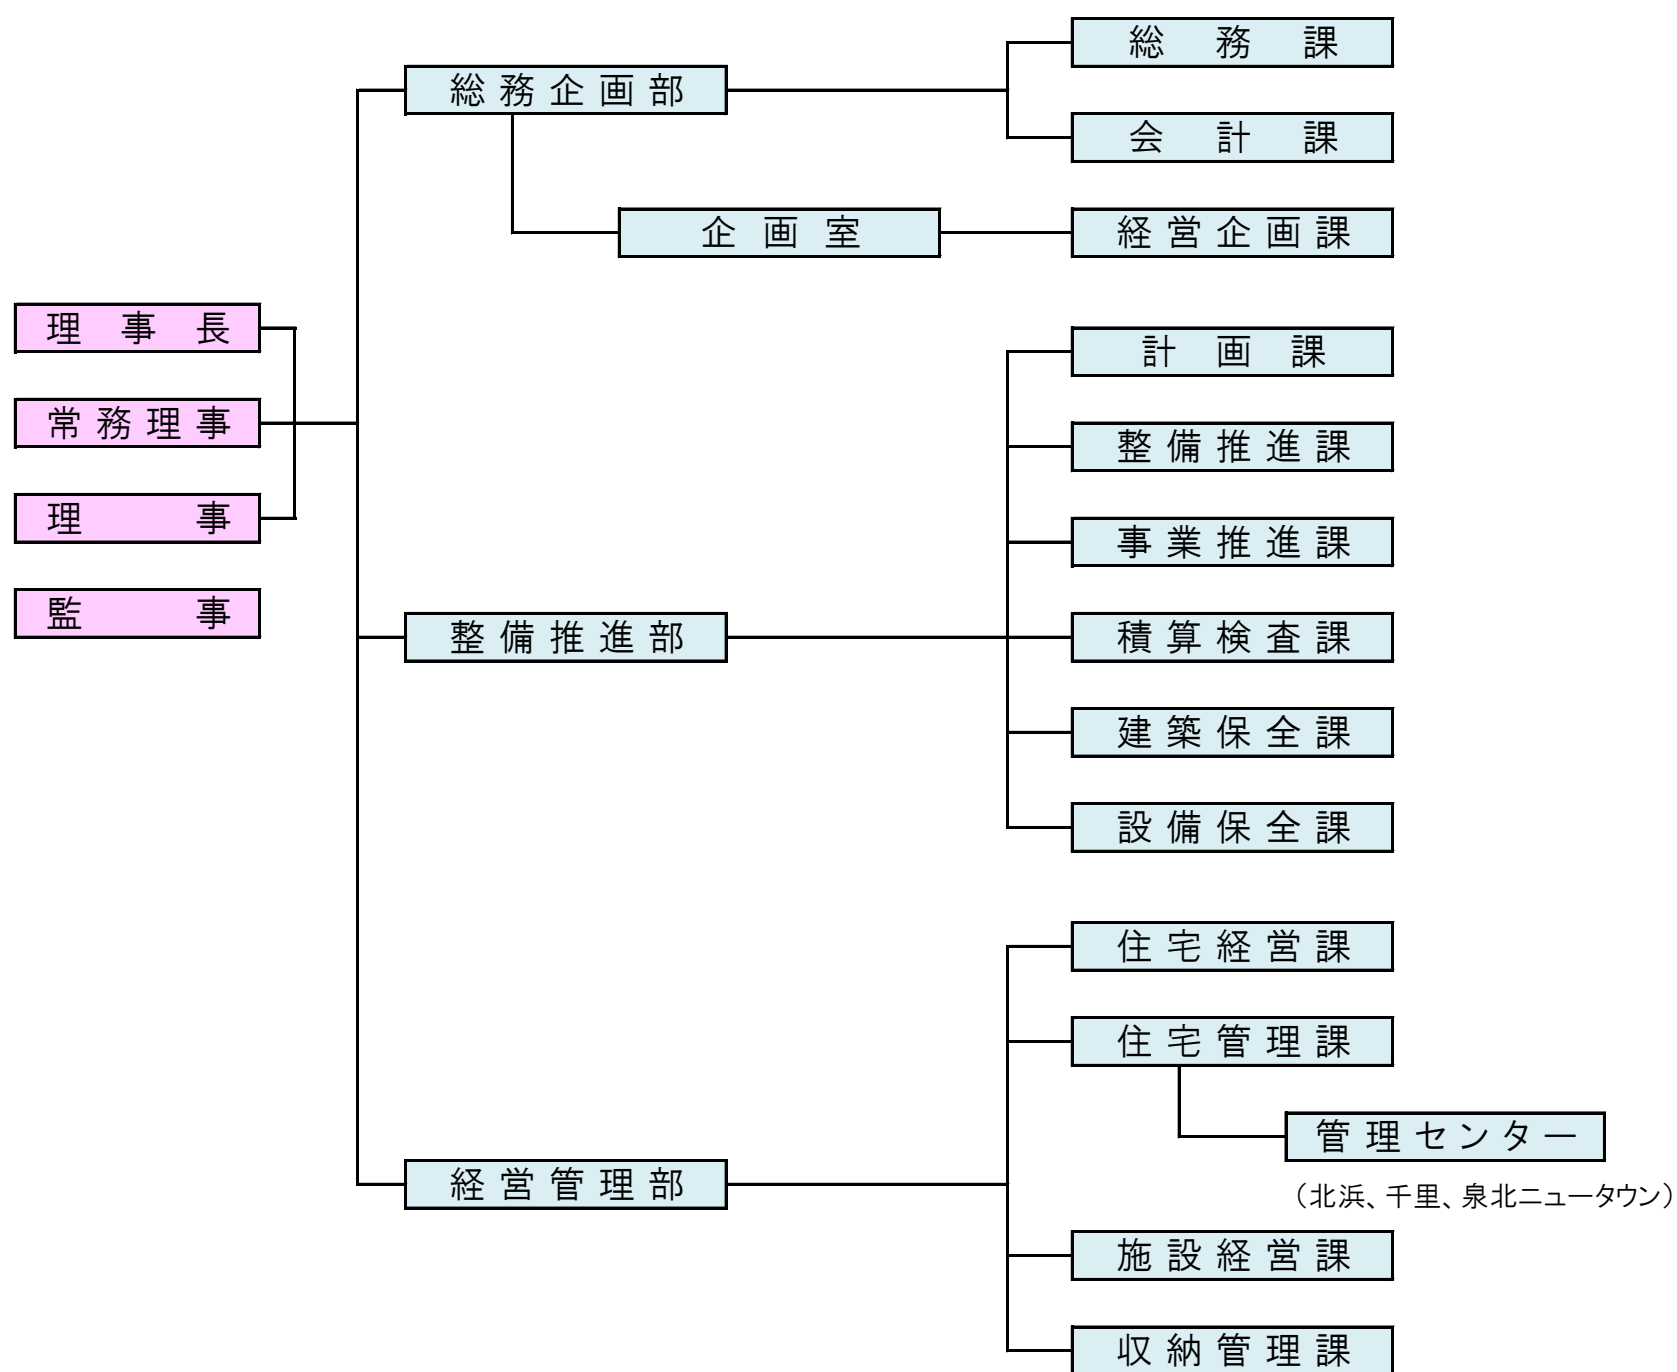 総務課
総務企画部
会計課
企画室
経営企画課
理事長
常務理事
理事
監事
計画課
整備推進課
事業推進課
整備推進部
積算検査課
建築保全課
設備保全課
住宅経営課
住宅管理課
管理センター
（北浜、千里、泉北ニュータウン）
経営管理部
施設経営課
収納管理課